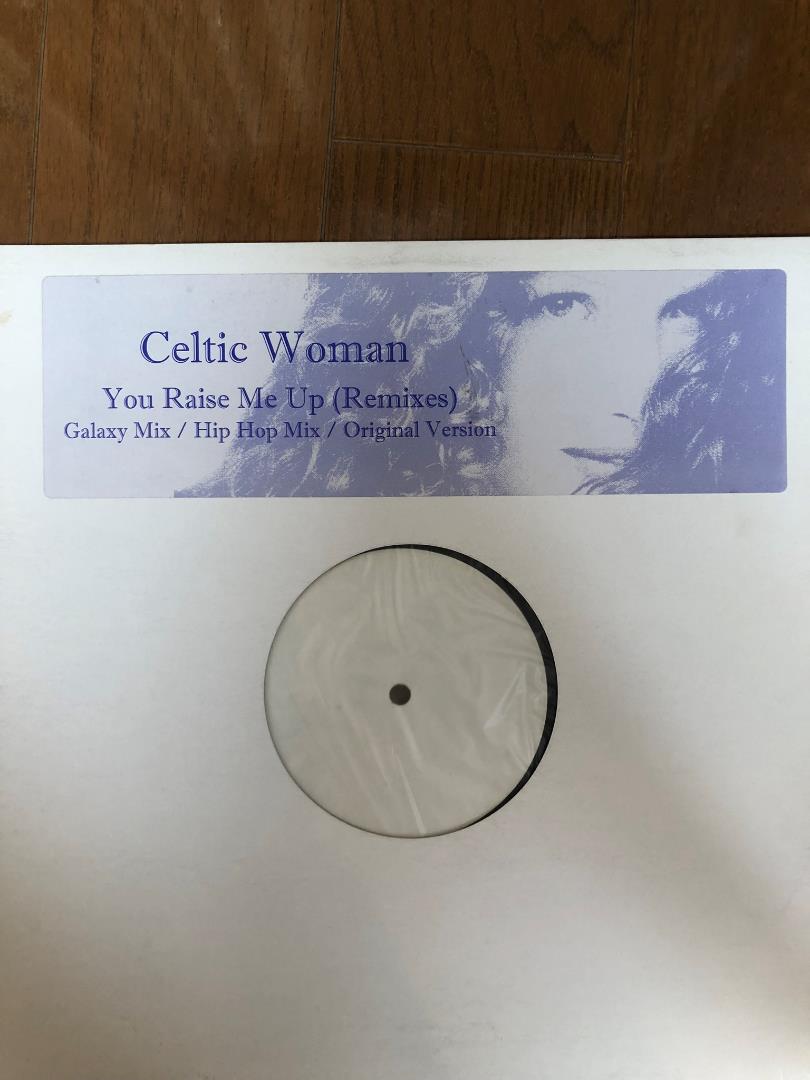 Celtic Woman
You Raise Me Up (Remixes)
Galaxy Mix / Hip Hop Mix / Original Version